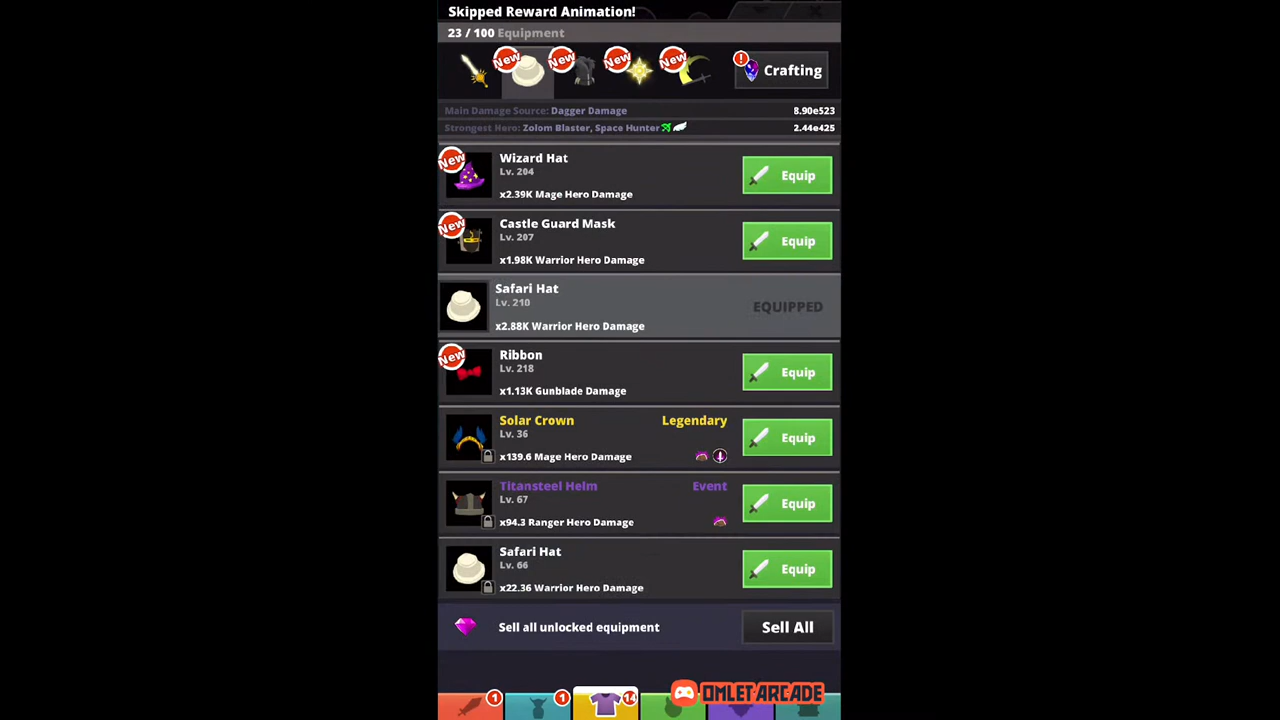 Skipped Reward Animation!
23 / 100 Equipment
New New New New
! Crafting
Main Damage Source: Dagger Damage 8.90e523
Strongest Hero: Zolom Blaster, Space Hunter 2.44e425
New
Wizard Hat
Lv. 204
x2.39K Mage Hero Damage
Equip
New
Castle Guard Mask
Lv. 207
x1.98K Warrior Hero Damage
Equip
Safari Hat
Lv. 210
x2.88K Warrior Hero Damage
EQUIPPED
New
Ribbon
Lv. 218
x1.13K Gunblade Damage
Equip
Solar Crown Legendary
Lv. 36
x139.6 Mage Hero Damage
Equip
Titansteel Helm Event
Lv. 67
x94.3 Ranger Hero Damage
Equip
Safari Hat
Lv. 66
x22.36 Warrior Hero Damage
Equip
Sell all unlocked equipment Sell All
1 1 14
OMLET ARCADE